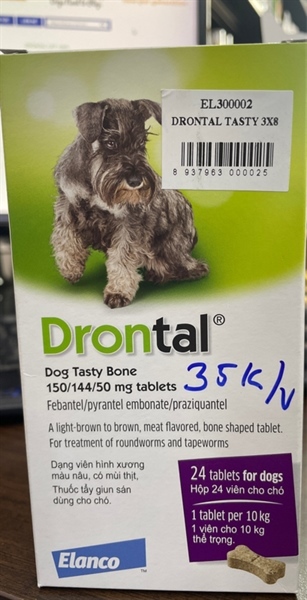 EL300002
DRONTAL TASTY 3X8
8 937963 000025
Drontal®
Dog Tasty Bone
150/144/50 mg tablets
35K/v
Febantel/pyrantel embonate/praziquantel
A light-brown to brown, meat flavored, bone shaped tablet.
For treatment of roundworms and tapeworms
Dạng viên hình xương
màu nâu, có mùi thịt,
Thuốc tẩy giun sán
dùng cho chó.
24 tablets for dogs
Hộp 24 viên cho chó
1 tablet per 10 kg
1 viên cho 10 kg
thể trọng.
Elanco™